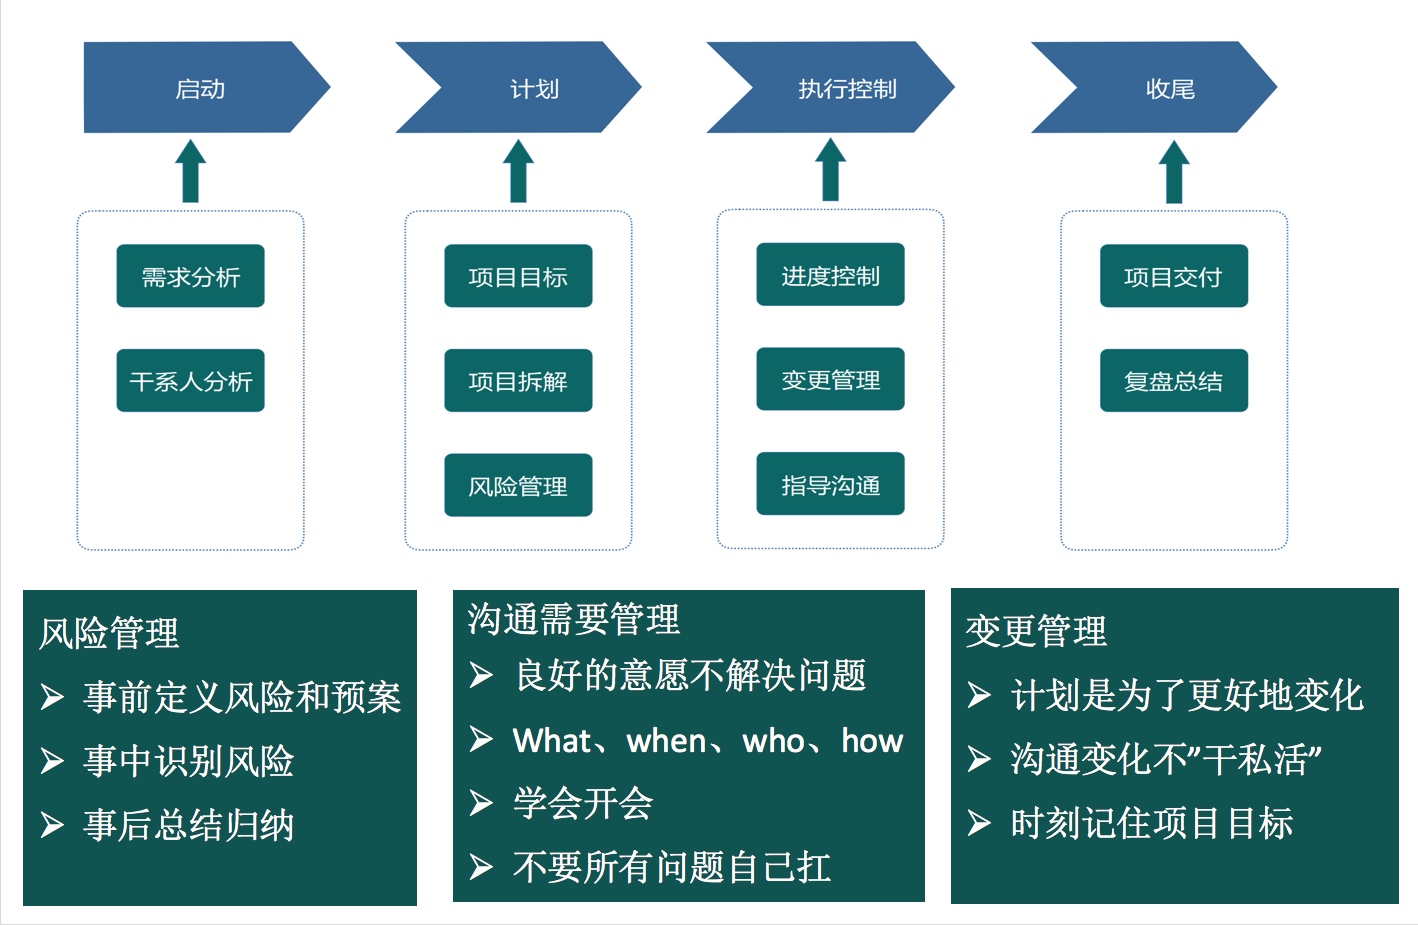 启动
计划
执行控制
收尾
需求分析
干系人分析
项目目标
项目拆解
风险管理
进度控制
变更管理
指导沟通
项目交付
复盘总结
风险管理
➢ 事前定义风险和预案
➢ 事中识别风险
➢ 事后总结归纳
沟通需要管理
➢ 良好的意愿不解决问题
➢ What、when、who、how
➢ 学会开会
➢ 不要所有问题自己扛
变更管理
➢ 计划是为了更好地变化
➢ 沟通变化不”干私活”
➢ 时刻记住项目目标